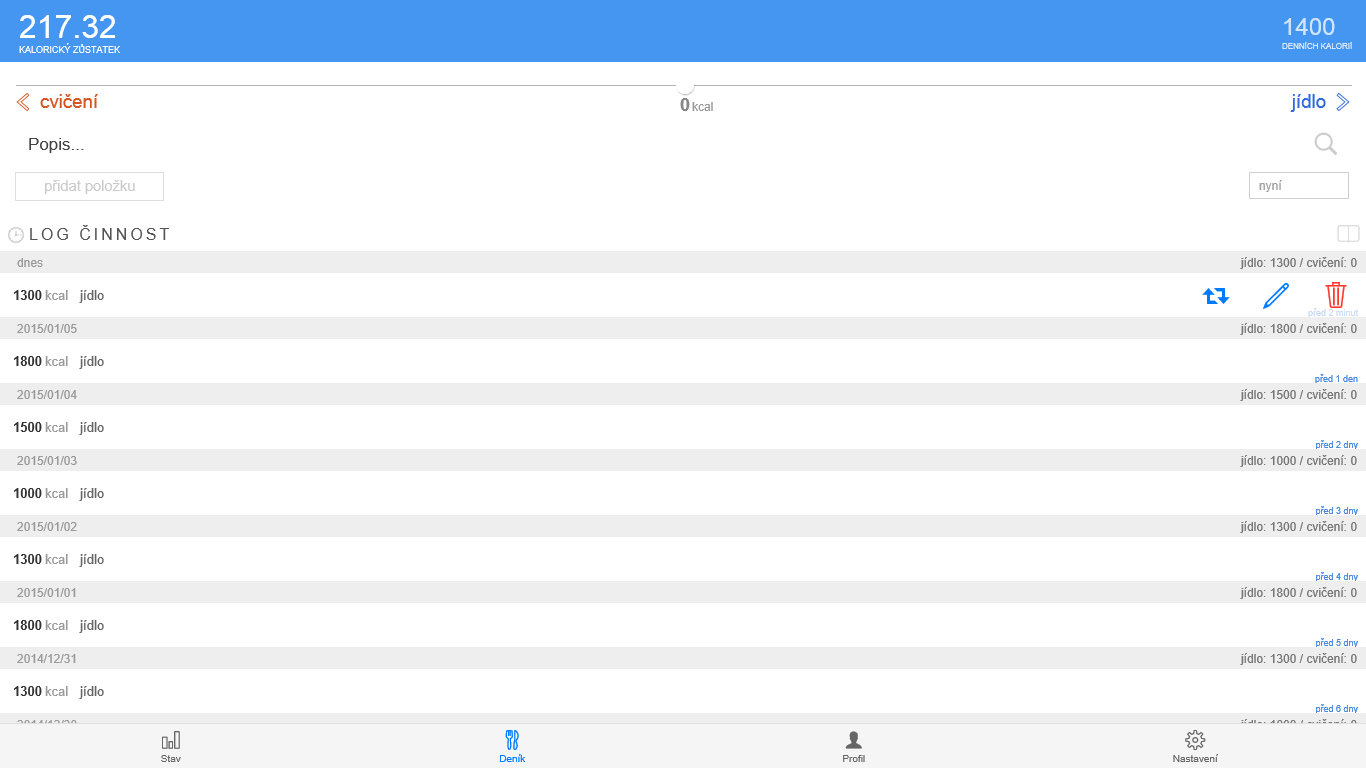 217.32
KALORICKÝ ZŮSTATEK
1400
DENNÍCH KALORIÍ
cvičení
0 kcal
jídlo
Popis...
přidat položku
nyní
LOG ČINNOST
dnes jídlo: 1300 / cvičení: 0
1300 kcal jídlo
před 2 minut
2015/01/05 jídlo: 1800 / cvičení: 0
1800 kcal jídlo
před 1 den
2015/01/04 jídlo: 1500 / cvičení: 0
1500 kcal jídlo
před 2 dny
2015/01/03 jídlo: 1000 / cvičení: 0
1000 kcal jídlo
před 3 dny
2015/01/02 jídlo: 1300 / cvičení: 0
1300 kcal jídlo
před 4 dny
2015/01/01 jídlo: 1800 / cvičení: 0
1800 kcal jídlo
před 5 dny
2014/12/31 jídlo: 1300 / cvičení: 0
1300 kcal jídlo
před 6 dny
Stav
Deník
Profil
Nastavení